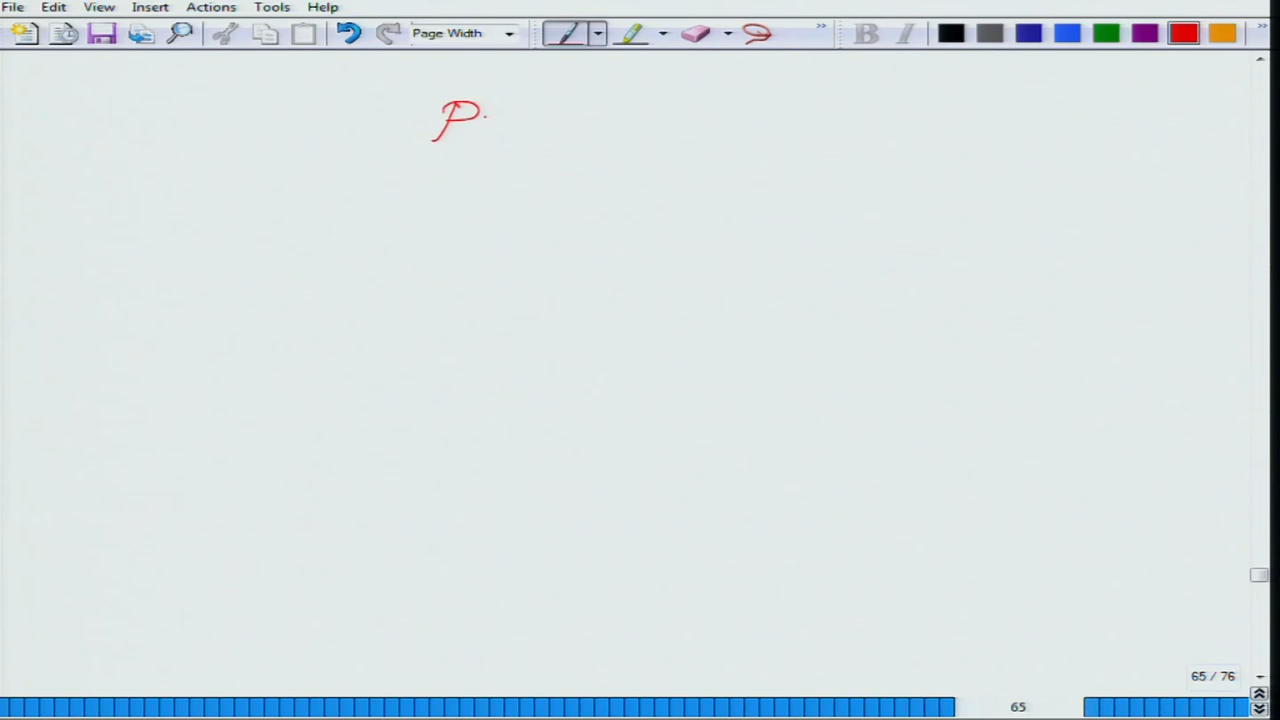 File Edit View Insert Actions Tools Help
Page Width
B I
P.
65 / 76
65